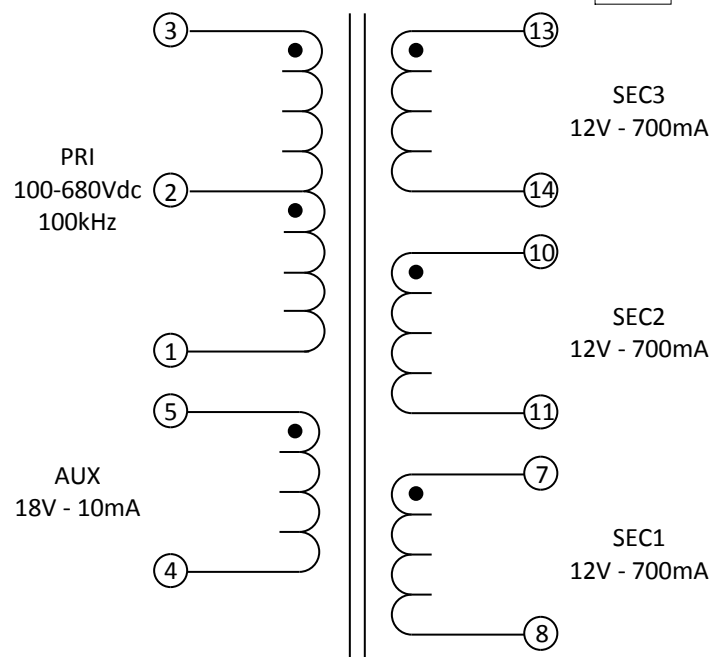 3
13
SEC3
12V - 700mA
PRI
100-680Vdc
100kHz
2
14
10
SEC2
12V - 700mA
1
5
11
AUX
18V - 10mA
7
SEC1
12V - 700mA
4
8